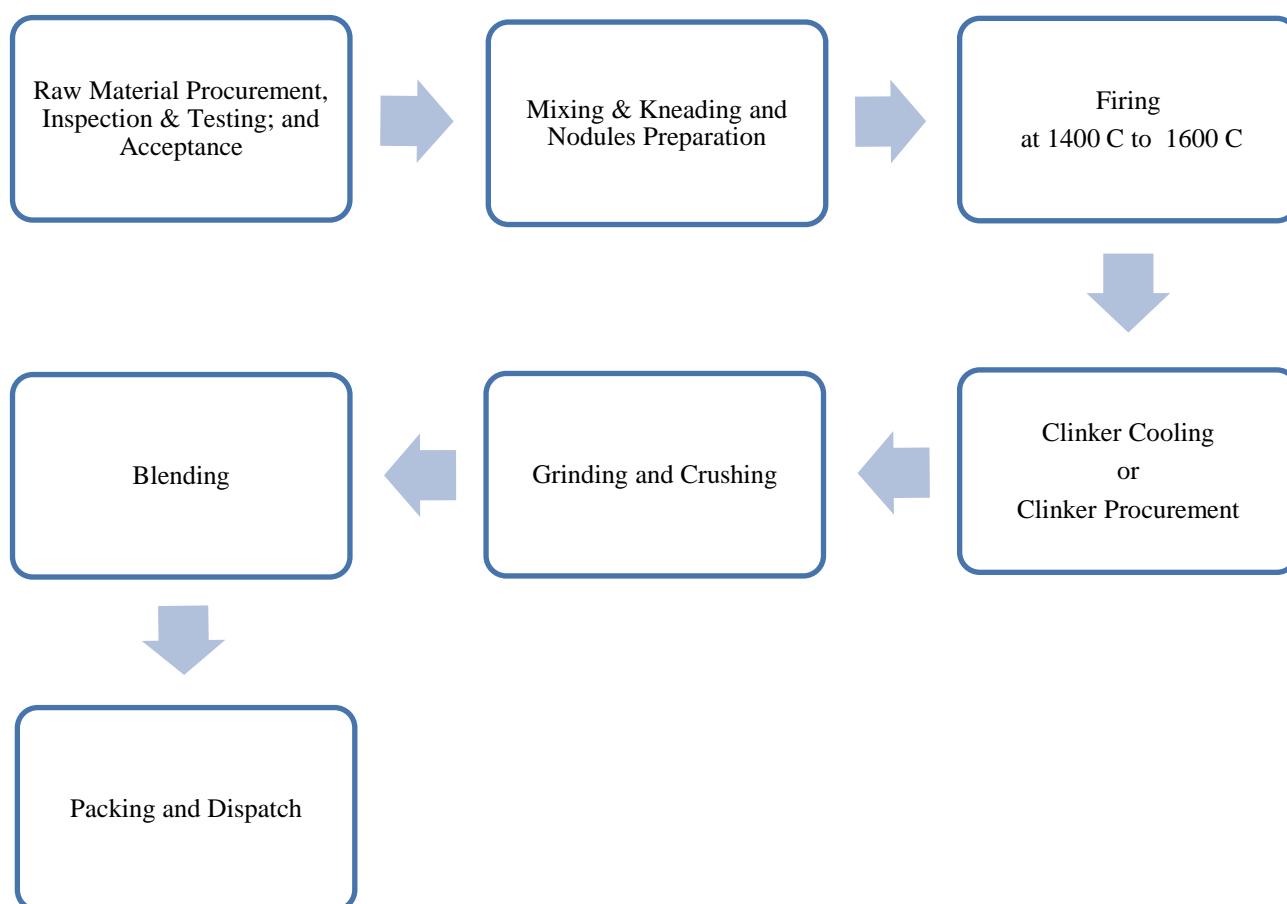 Raw Material Procurement,
Inspection & Testing; and
Acceptance
Mixing & Kneading and
Nodules Preparation
Firing
at 1400 C to  1600 C
Clinker Cooling
or
Clinker Procurement
Grinding and Crushing
Blending
Packing and Dispatch